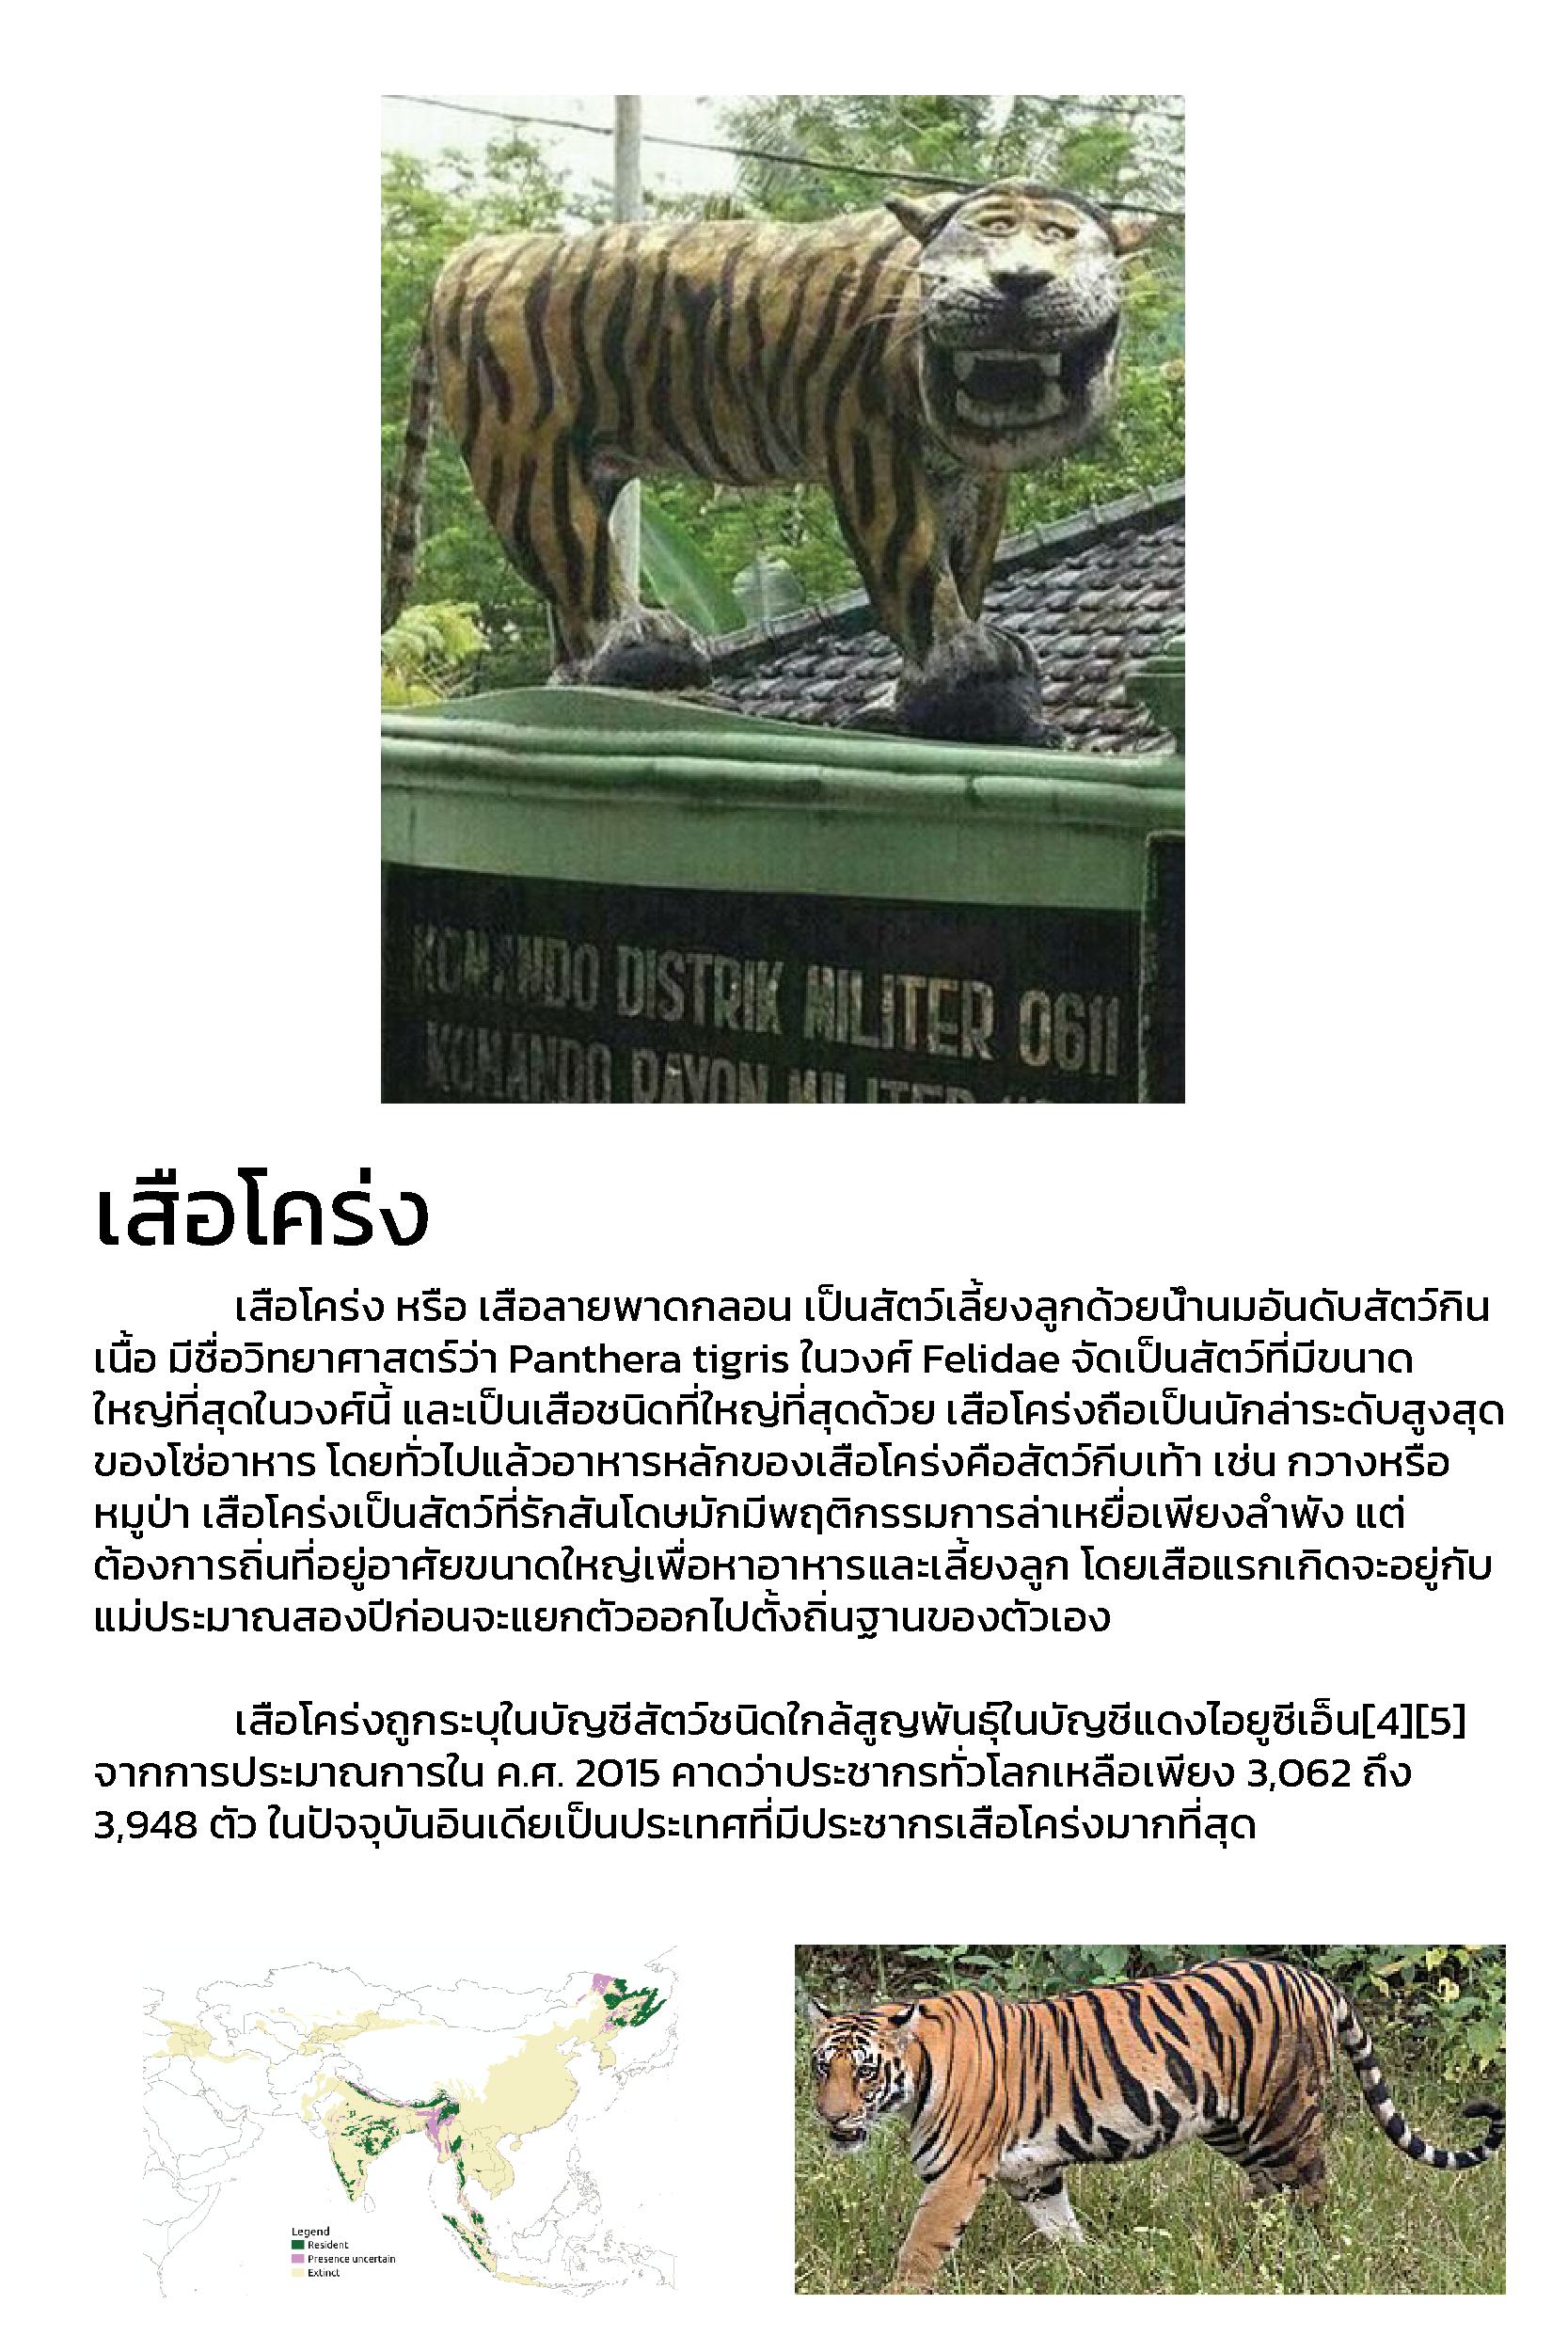 KOMANDO DISTRIK MILITER 0611
KOMANDO RAYON MILITER
เสือโคร่ง
เสือโคร่ง หรือ เสือลายพาดกลอน เป็นสัตว์เลี้ยงลูกด้วยน้ำนมอันดับสัตว์กิน
เนื้อ มีชื่อวิทยาศาสตร์ว่า Panthera tigris ในวงศ์ Felidae จัดเป็นสัตว์ที่มีขนาด
ใหญ่ที่สุดในวงศ์นี้ และเป็นเสือชนิดที่ใหญ่ที่สุดด้วย เสือโคร่งถือเป็นนักล่าระดับสูงสุด
ของโซ่อาหาร โดยทั่วไปแล้วอาหารหลักของเสือโคร่งคือสัตว์กีบเท้า เช่น กวางหรือ
หมูป่า เสือโคร่งเป็นสัตว์ที่รักสันโดษมักมีพฤติกรรมการล่าเหยื่อเพียงลำพัง แต่
ต้องการถิ่นที่อยู่อาศัยขนาดใหญ่เพื่อหาอาหารและเลี้ยงลูก โดยเสือแรกเกิดจะอยู่กับ
แม่ประมาณสองปีก่อนจะแยกตัวออกไปตั้งถิ่นฐานของตัวเอง
เสือโคร่งถูกระบุในบัญชีสัตว์ชนิดใกล้สูญพันธุ์ในบัญชีแดงไอยูซีเอ็น[4][5]
จากการประมาณการใน ค.ศ. 2015 คาดว่าประชากรทั่วโลกเหลือเพียง 3,062 ถึง
3,948 ตัว ในปัจจุบันอินเดียเป็นประเทศที่มีประชากรเสือโคร่งมากที่สุด
Legend
Resident
Presence uncertain
Extinct